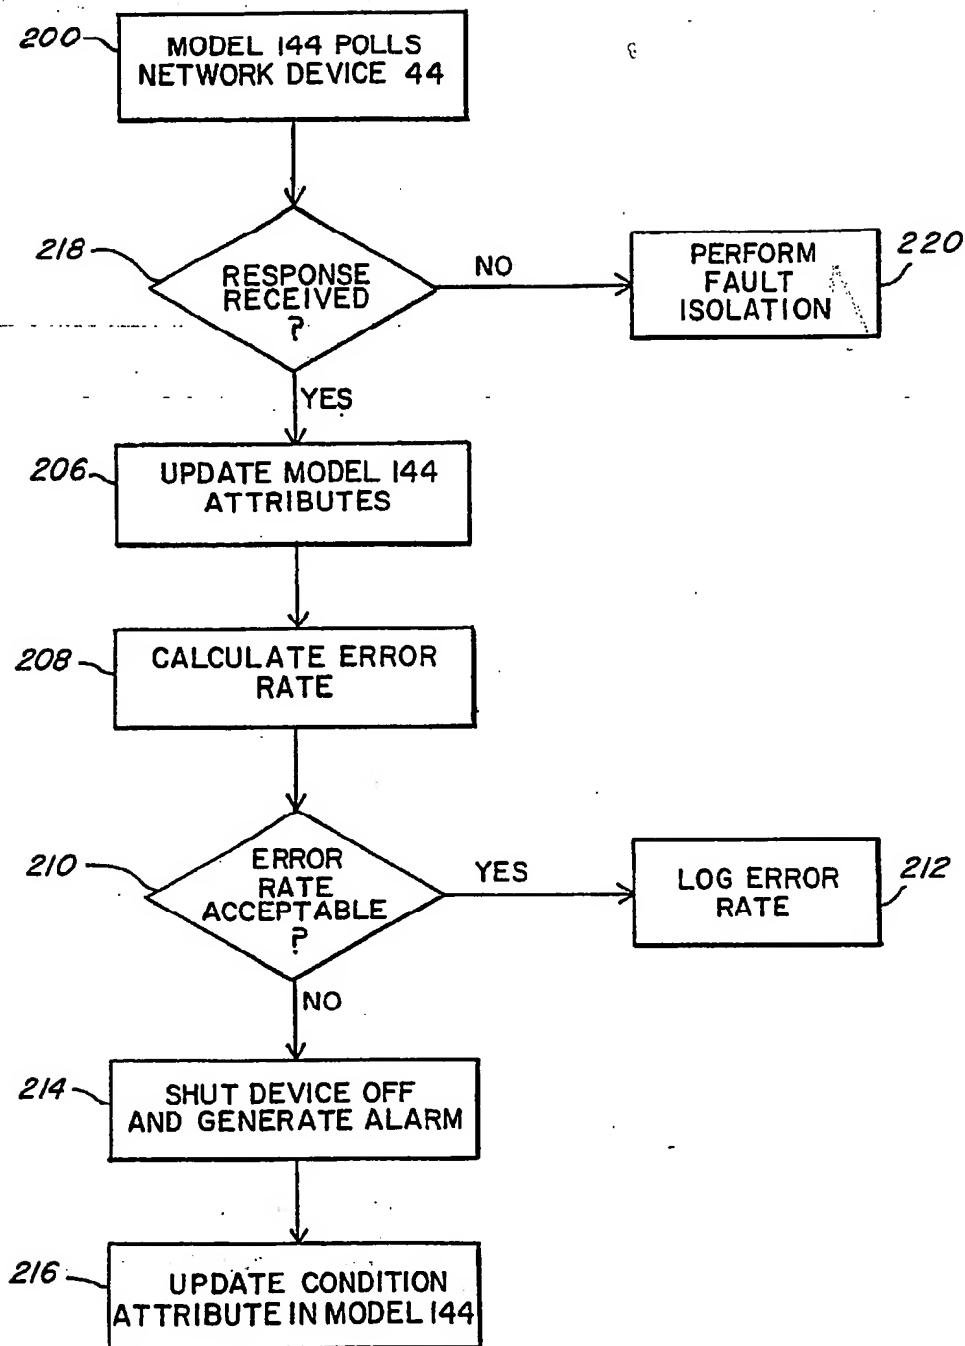 200
MODEL 144 POLLS
NETWORK DEVICE 44
218
RESPONSE
RECEIVED
?
NO
PERFORM
FAULT
ISOLATION
220
YES
206
UPDATE MODEL 144
ATTRIBUTES
208
CALCULATE ERROR
RATE
210
ERROR
RATE
ACCEPTABLE
?
YES
LOG ERROR
RATE
212
NO
214
SHUT DEVICE OFF
AND GENERATE ALARM
216
UPDATE CONDITION
ATTRIBUTE IN MODEL 144